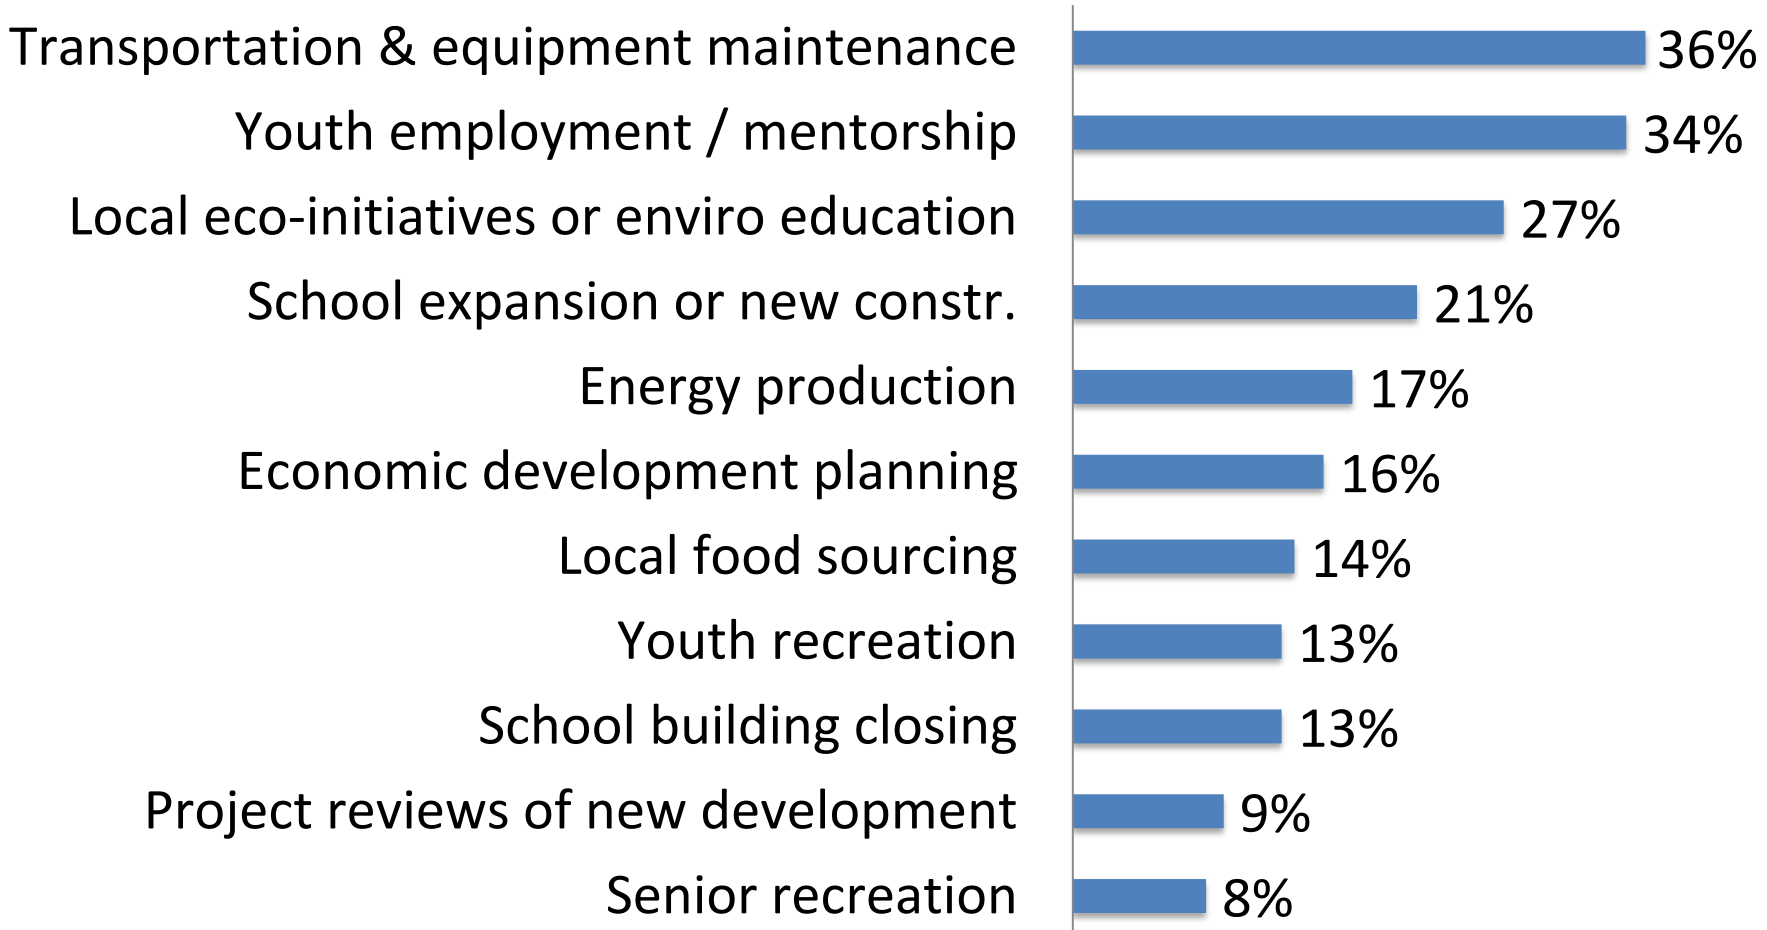 Transportation & equipment maintenance 36%
Youth employment / mentorship 34%
Local eco-initiatives or enviro education 27%
School expansion or new constr. 21%
Energy production 17%
Economic development planning 16%
Local food sourcing 14%
Youth recreation 13%
School building closing 13%
Project reviews of new development 9%
Senior recreation 8%